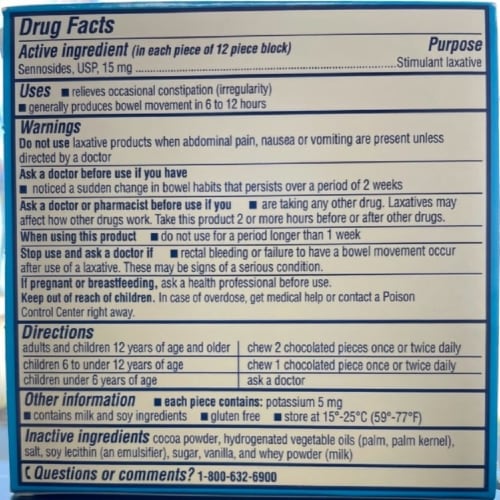 Drug Facts
Active ingredient (in each piece of 12 piece block) Purpose
Sennosides, USP, 15 mg ........ Stimulant laxative
Uses ■ relieves occasional constipation (irregularity)
■ generally produces bowel movement in 6 to 12 hours
Warnings
Do not use laxative products when abdominal pain, nausea or vomiting are present unless
directed by a doctor
Ask a doctor before use if you have
■ noticed a sudden change in bowel habits that persists over a period of 2 weeks
Ask a doctor or pharmacist before use if you ■ are taking any other drug. Laxatives may
affect how other drugs work. Take this product 2 or more hours before or after other drugs.
When using this product ■ do not use for a period longer than 1 week
Stop use and ask a doctor if ■ rectal bleeding or failure to have a bowel movement occur
after use of a laxative. These may be signs of a serious condition.
If pregnant or breastfeeding, ask a health professional before use.
Keep out of reach of children. In case of overdose, get medical help or contact a Poison
Control Center right away.
Directions
adults and children 12 years of age and older chew 2 chocolated pieces once or twice daily
children 6 to under 12 years of age chew 1 chocolated piece once or twice daily
children under 6 years of age ask a doctor
Other information ■ each piece contains: potassium 5 mg
■ contains milk and soy ingredients ■ gluten free ■ store at 15°-25°C (59°-77°F)
Inactive ingredients cocoa powder, hydrogenated vegetable oils (palm, palm kernel),
salt, soy lecithin (an emulsifier), sugar, vanilla, and whey powder (milk)
Questions or comments? 1-800-632-6900